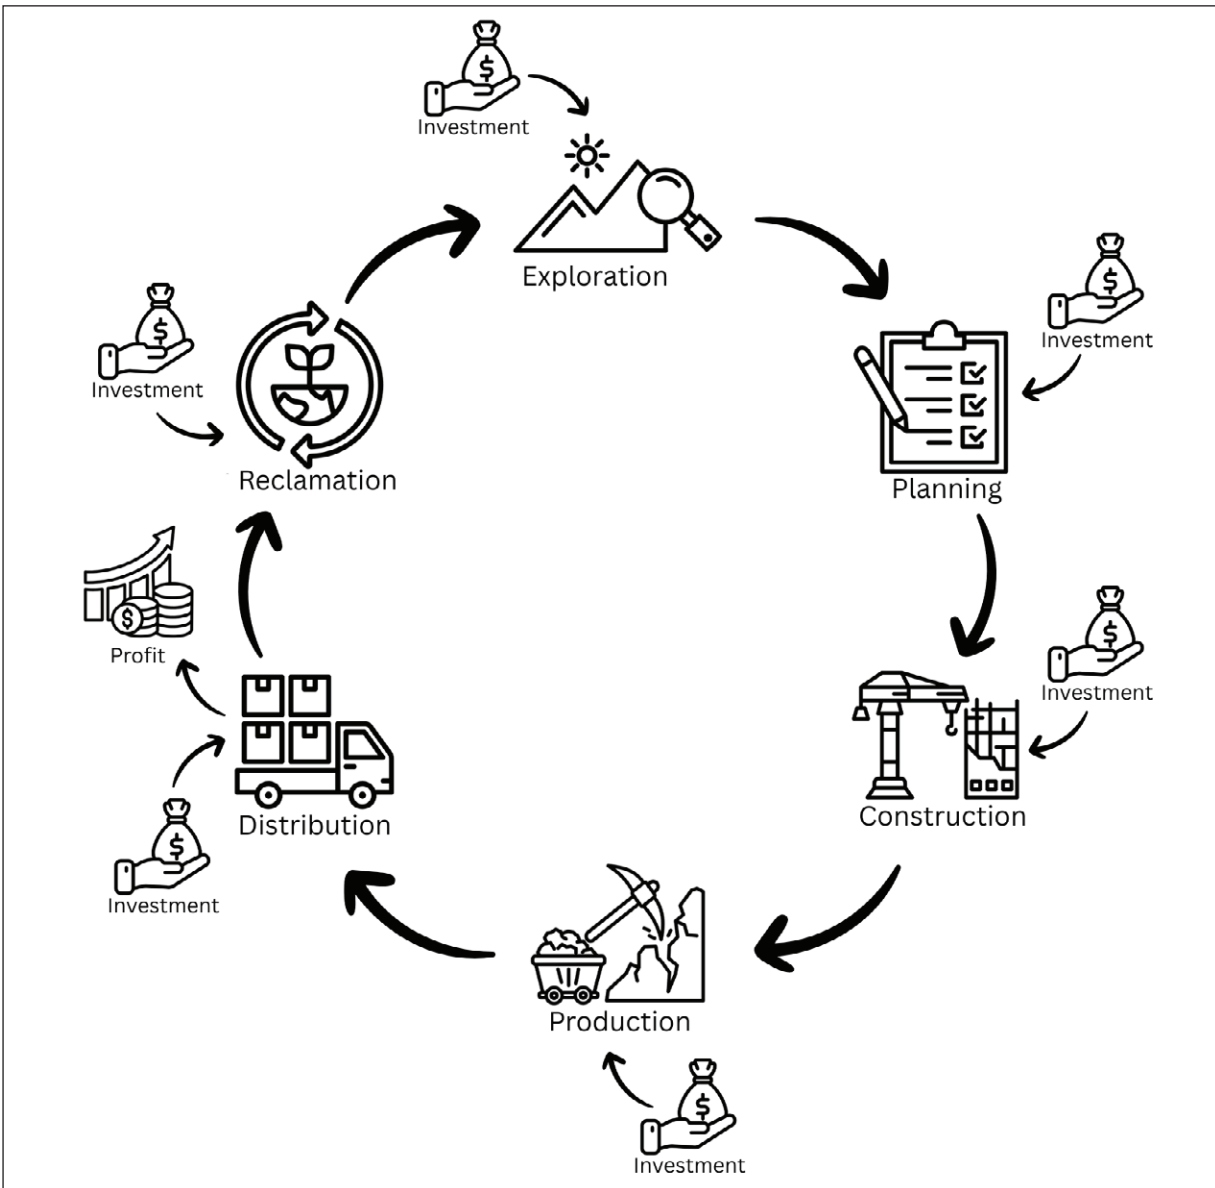 Investment
Exploration
Investment
Planning
Investment
Construction
Production
Investment
Distribution
Investment
Profit
Reclamation
Investment